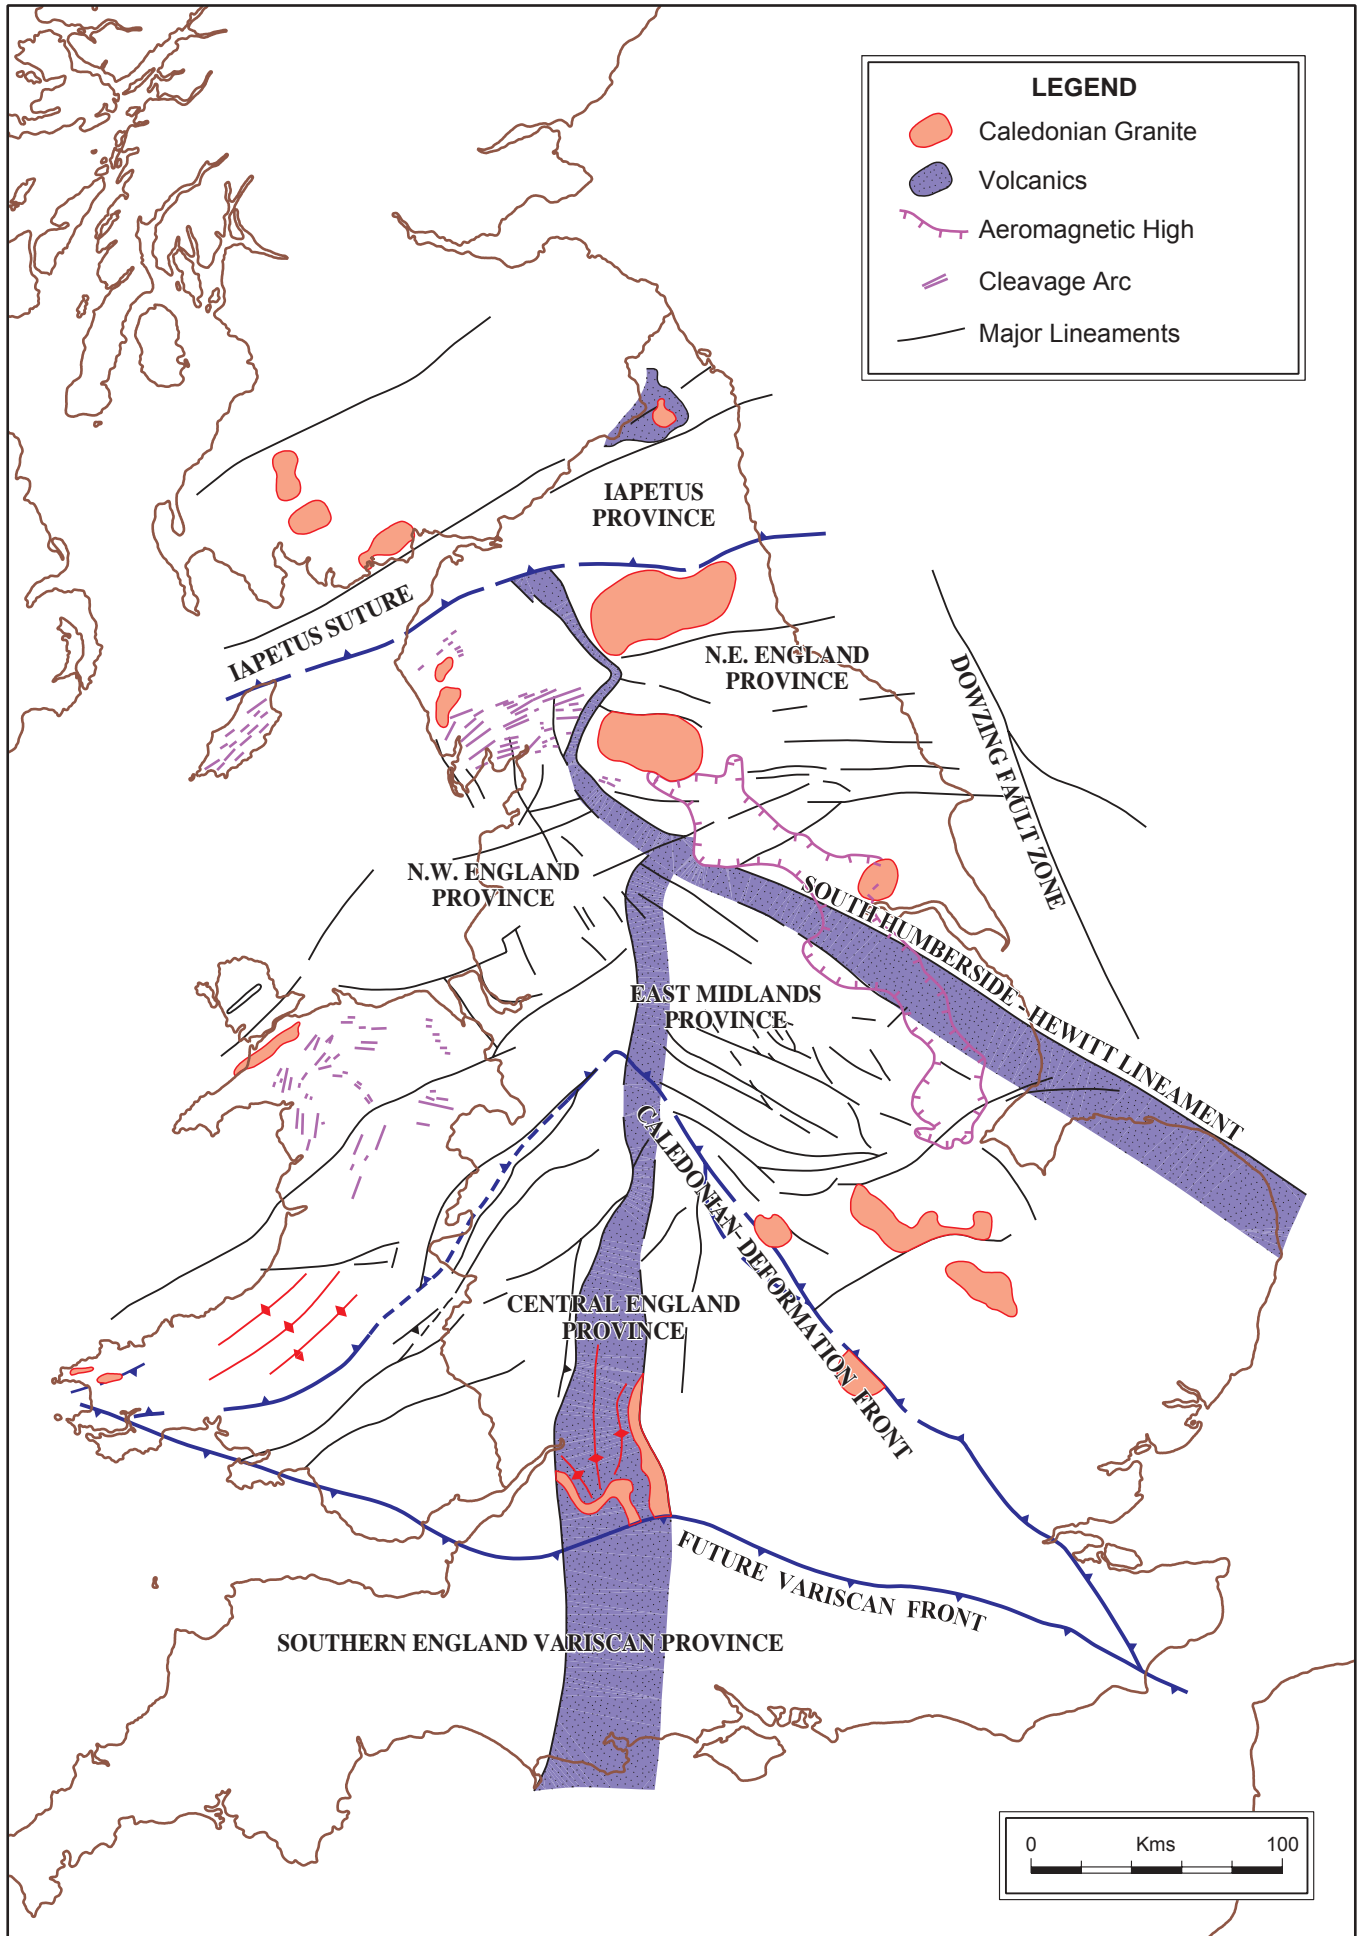 LEGEND
Caledonian Granite
Volcanics
Aeromagnetic High
Cleavage Arc
Major Lineaments
IAPETUS
PROVINCE
IAPETUS SUTURE
N.E. ENGLAND
PROVINCE
DOWZING FAULT ZONE
N.W. ENGLAND
PROVINCE
SOUTH HUMBERSIDE - HEWITT LINEAMENT
EAST MIDLANDS
PROVINCE
CALEDONIAN-DEFORMATION FRONT
CENTRAL ENGLAND
PROVINCE
FUTURE VARISCAN FRONT
SOUTHERN ENGLAND VARISCAN PROVINCE
0 Kms 100